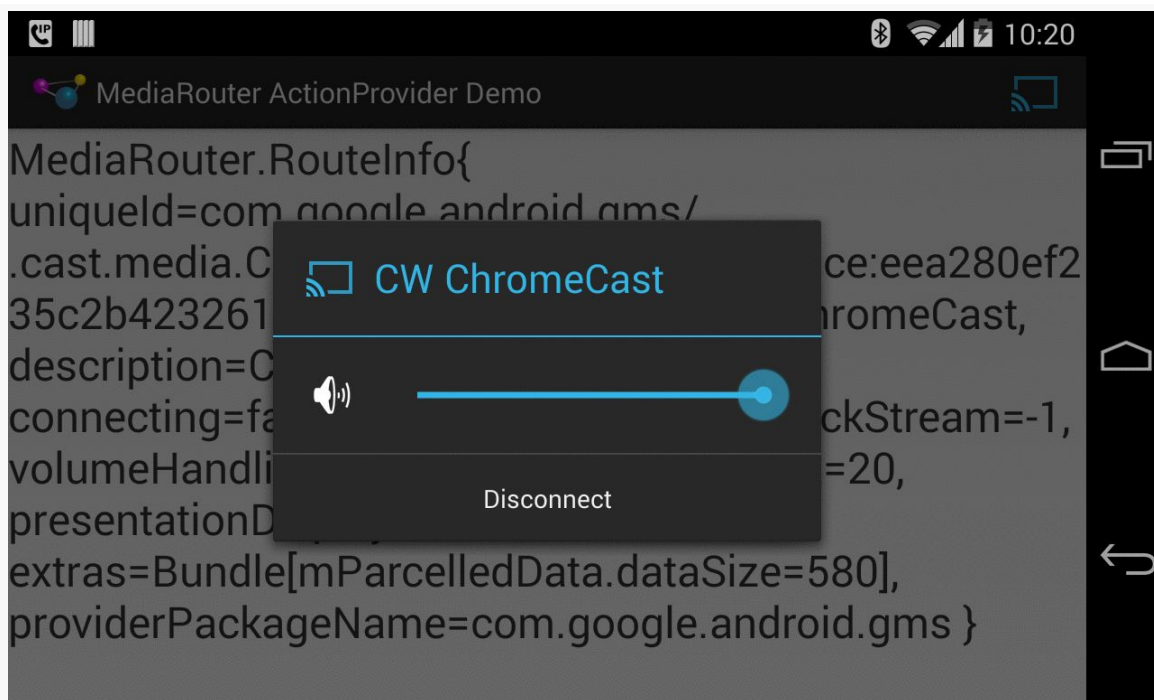 10:20
MediaRouter ActionProvider Demo
MediaRouter.RouteInfo{
uniqueId=com.google.android.gms/
.cast.media.C ce:eea280ef2
CW ChromeCast
35c2b423261 hromeCast,
description=C
connecting=fa ckStream=-1,
volumeHandli =20,
Disconnect
presentationD
extras=Bundle[mParcelledData.dataSize=580],
providerPackageName=com.google.android.gms }